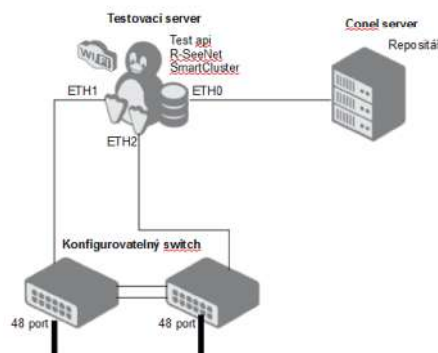 Testovací server
Conel server
Test api
R-SeeNet
SmartCluster
Repositář
ETH1
ETH0
ETH2
Konfigurovatelný switch
48 port
48 port